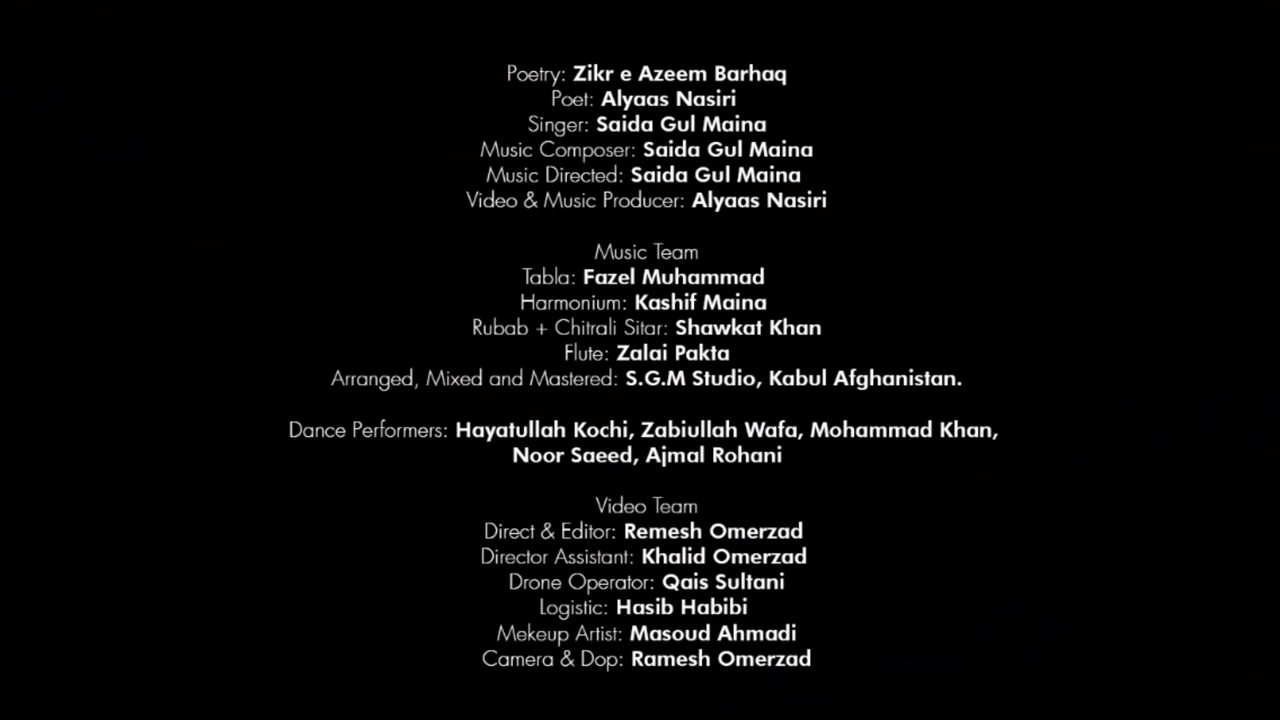 Poetry: Zikr e Azeem Barhaq
Poet: Alyaas Nasiri
Singer: Saida Gul Maina
Music Composer: Saida Gul Maina
Music Directed: Saida Gul Maina
Video & Music Producer: Alyaas Nasiri
Music Team
Tabla: Fazel Muhammad
Harmonium: Kashif Maina
Rubab + Chitrali Sitar: Shawkat Khan
Flute: Zalai Pakta
Arranged, Mixed and Mastered: S.G.M Studio, Kabul Afghanistan.
Dance Performers: Hayatullah Kochi, Zabiullah Wafa, Mohammad Khan,
Noor Saeed, Ajmal Rohani
Video Team
Direct & Editor: Remesh Omerzad
Director Assistant: Khalid Omerzad
Drone Operator: Qais Sultani
Logistic: Hasib Habibi
Mekeup Artist: Masoud Ahmadi
Camera & Dop: Ramesh Omerzad